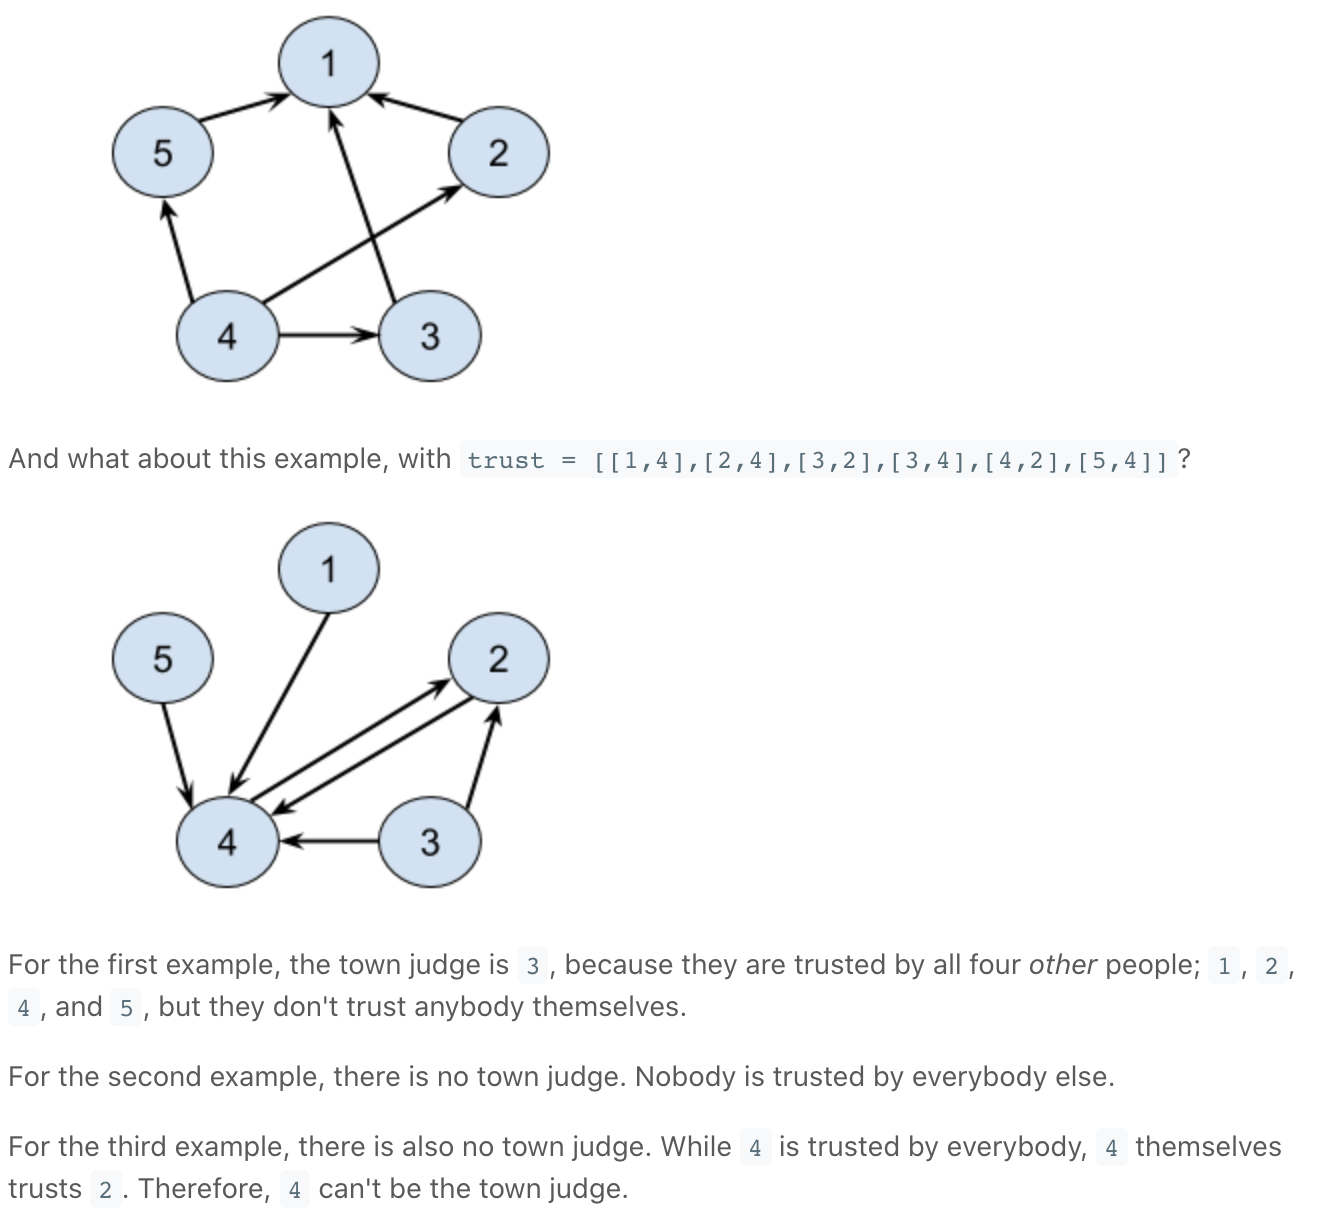 1
5
2
4
3
And what about this example, with trust = [[1,4],[2,4],[3,2],[3,4],[4,2],[5,4]] ?
1
5
2
4
3
For the first example, the town judge is 3 , because they are trusted by all four other people; 1 , 2 ,
4 , and 5 , but they don't trust anybody themselves.
For the second example, there is no town judge. Nobody is trusted by everybody else.
For the third example, there is also no town judge. While 4 is trusted by everybody, 4 themselves
trusts 2 . Therefore, 4 can't be the town judge.